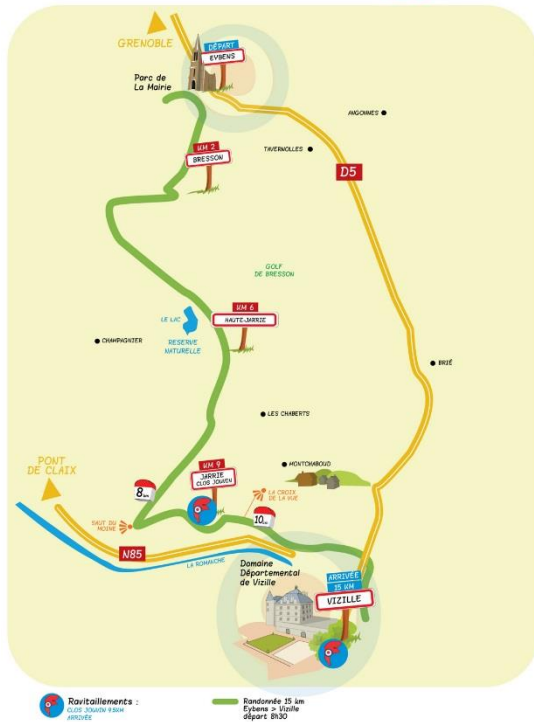 GRENOBLE
DÉPART
EYBENS
Parc de
La Mairie
ANGONNES
TAVERNOLLES
KM 2
BRESSON
D5
GOLF
DE BRESSON
KM 6
HAUTE-JARRIE
LE LAC
RESERVE
NATURELLE
CHAMPAGNIER
BRIÉ
LES CHABERTS
PONT
DE CLAIX
KM 9
JARRIE
CLOS JOUVIN
MONTCHABOUD
8km
LA CROIX
DE LA VUE
10km
SAUT DU
MOINE
N85
LA ROMANCHE
Domaine
Départemental
de Vizille
ARRIVÉE
15 KM
VIZILLE
Ravitaillements :
CLOS JOUVIN 9.5KM
ARRIVÉE
Randonnée 15 km
Eybens > Vizille
départ 8h30